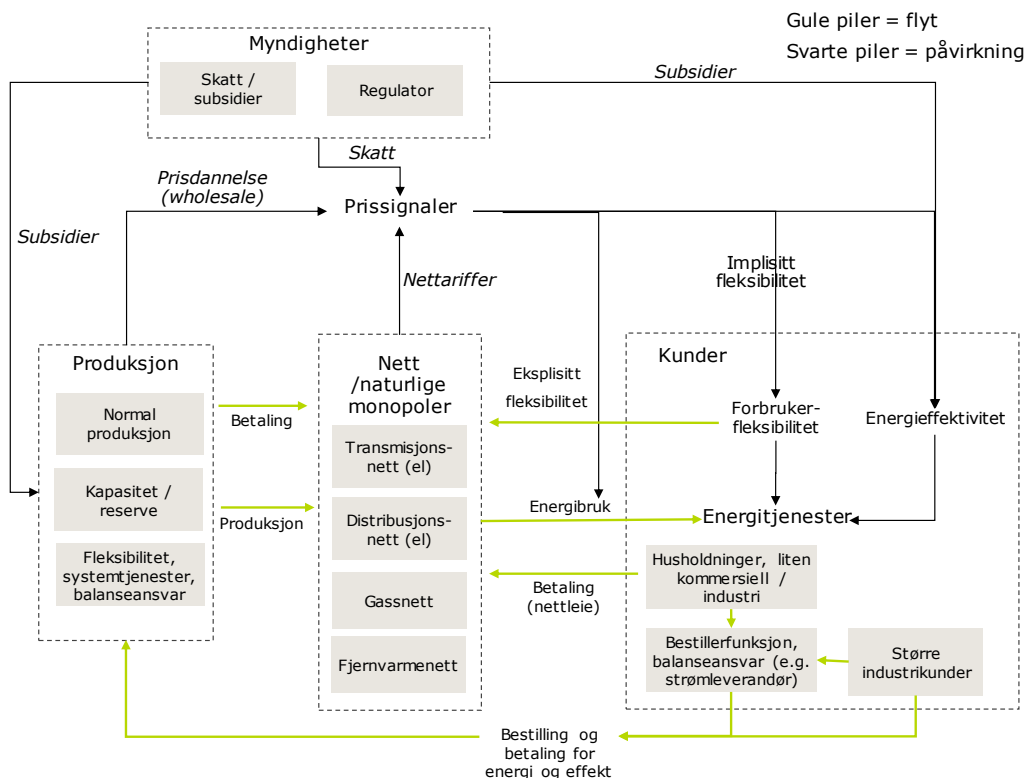 Gule piler = flyt
Svarte piler = påvirkning
Myndigheter
Skatt /
subsidier
Regulator
Subsidier
Skatt
Prisdannelse
(wholesale)
Prissignaler
Subsidier
Nettariffer
Implisitt
fleksibilitet
Produksjon
Normal
produksjon
Kapasitet /
reserve
Fleksibilitet,
systemtjenester,
balanseansvar
Betaling
Produksjon
Nett
/naturlige
monopoler
Transmisjons-
nett (el)
Distribusjons-
nett (el)
Gassnett
Fjernvarmenett
Eksplisitt
fleksibilitet
Energibruk
Betaling
(nettleie)
Kunder
Forbruker-
fleksibilitet
Energieffektivitet
Energitjenester
Husholdninger, liten
kommersiell /
industri
Bestillerfunksjon,
balanseansvar (e.g.
strømleverandør)
Større
industrikunder
Bestilling og
betaling for
energi og effekt